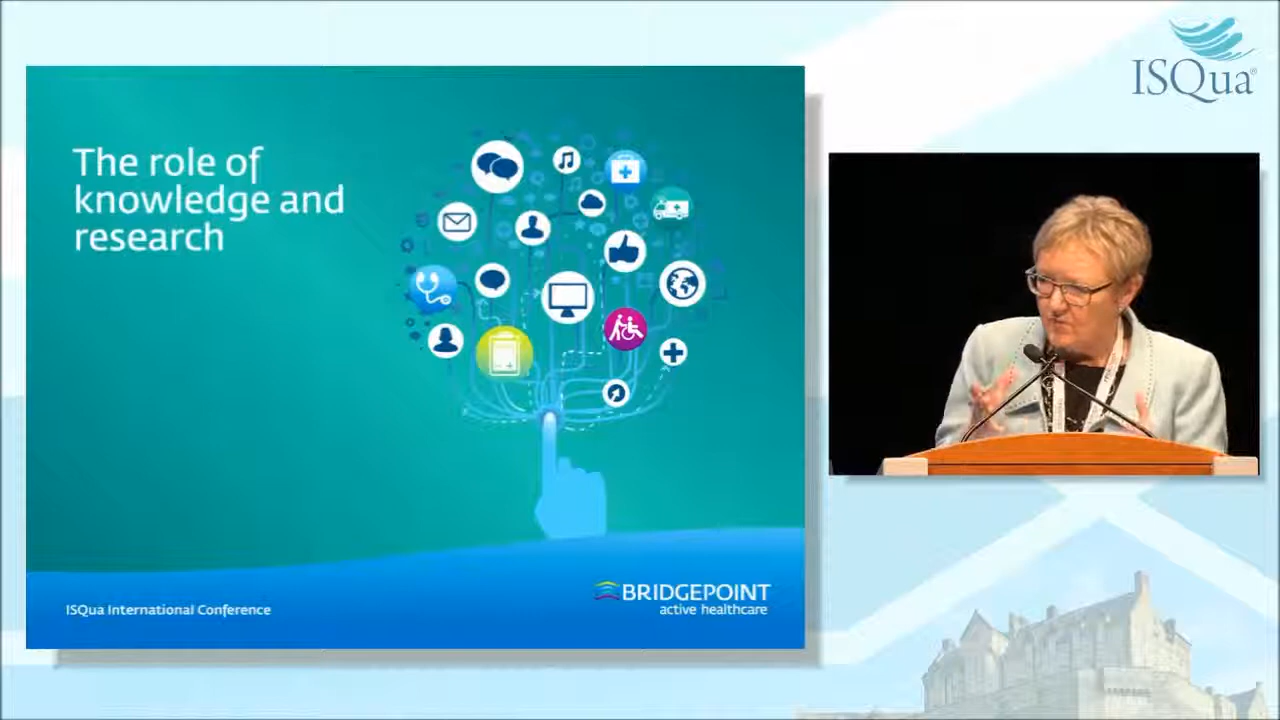 ISQua®
The role of
knowledge and
research
ISQua International Conference
BRIDGEPOINT
active healthcare